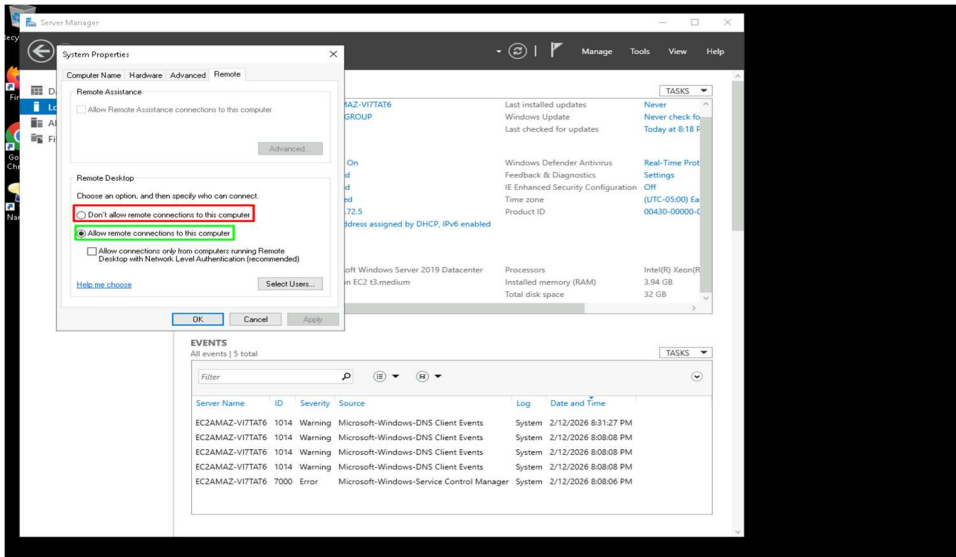 Server Manager
Manage Tools View Help
System Properties
Computer Name Hardware Advanced Remote
Remote Assistance
Allow Remote Assistance connections to this computer
Advanced...
Remote Desktop
Choose an option, and then specify who can connect.
Don't allow remote connections to this computer
Allow remote connections to this computer
Allow connections only from computers running Remote
Desktop with Network Level Authentication (recommended)
Help me choose
Select Users...
OK Cancel Apply
TASKS
MAZ-VI7TAT6 Last installed updates Never
GROUP Windows Update Never check fo
Last checked for updates Today at 8:18 P
On Windows Defender Antivirus Real-Time Prot
d Feedback & Diagnostics Settings
ed IE Enhanced Security Configuration Off
Time zone (UTC-05:00) Ea
.72.5 Product ID 00430-00000-0
ddress assigned by DHCP, IPv6 enabled
oft Windows Server 2019 Datacenter Processors Intel(R) Xeon(R
n EC2 t3.medium Installed memory (RAM) 3.94 GB
Total disk space 32 GB
EVENTS
All events | 5 total
TASKS
Filter
Server Name ID Severity Source Log Date and Time
EC2AMAZ-VI7TAT6 1014 Warning Microsoft-Windows-DNS Client Events System 2/12/2026 8:31:27 PM
EC2AMAZ-VI7TAT6 1014 Warning Microsoft-Windows-DNS Client Events System 2/12/2026 8:08:08 PM
EC2AMAZ-VI7TAT6 1014 Warning Microsoft-Windows-DNS Client Events System 2/12/2026 8:08:08 PM
EC2AMAZ-VI7TAT6 1014 Warning Microsoft-Windows-DNS Client Events System 2/12/2026 8:08:08 PM
EC2AMAZ-VI7TAT6 7000 Error Microsoft-Windows-Service Control Manager System 2/12/2026 8:08:06 PM